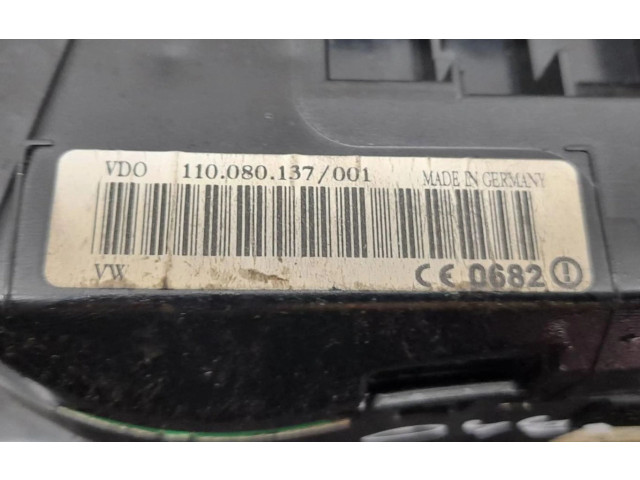 VDO 110.080.137/001 MADE IN GERMANY
VW CE 0682